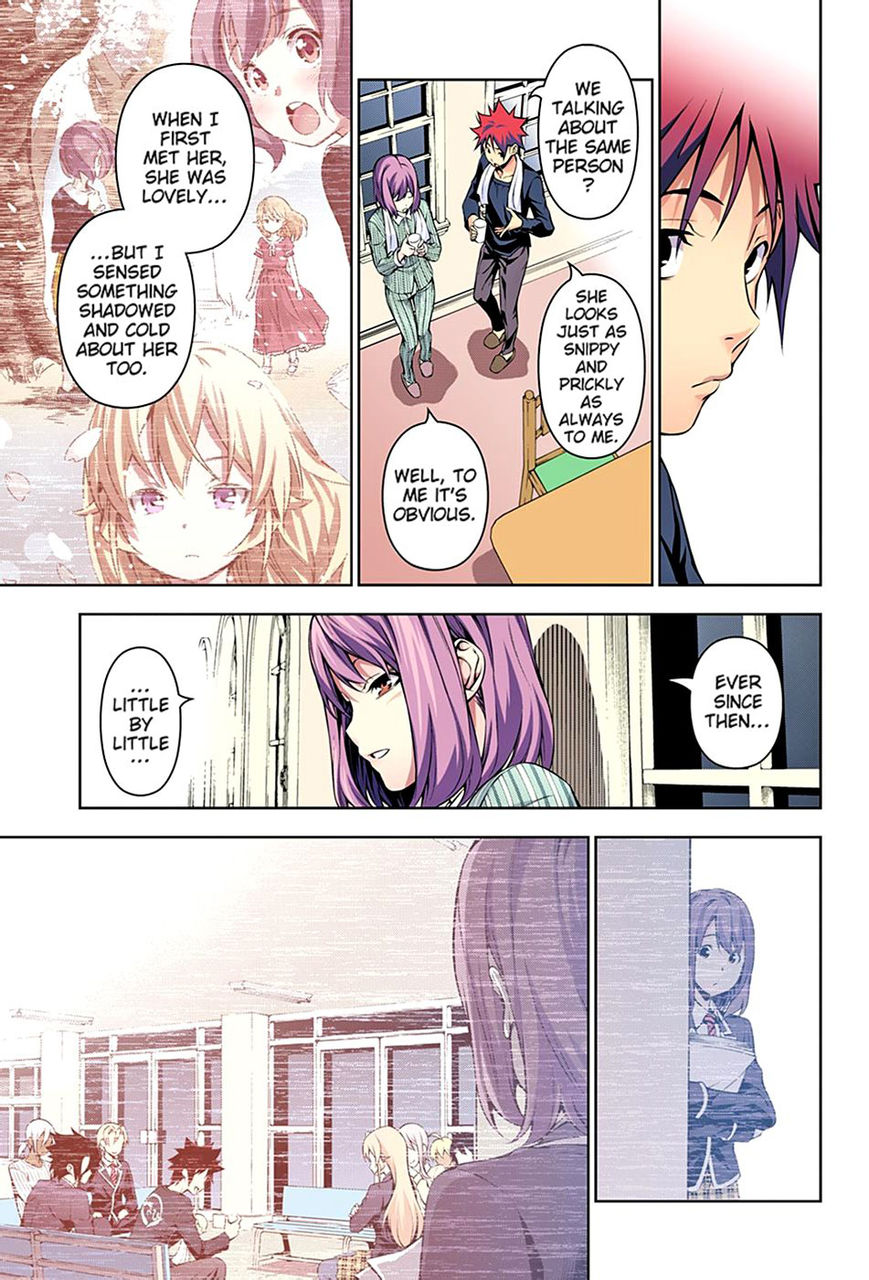 WE
TALKING
ABOUT
THE SAME
PERSON
?
SHE
LOOKS
JUST AS
SNIPPY
AND
PRICKLY
AS
ALWAYS
TO ME.
WELL, TO
ME IT'S
OBVIOUS.
WHEN I
FIRST
MET HER,
SHE WAS
LOVELY...
...BUT I
SENSED
SOMETHING
SHADOWED
AND COLD
ABOUT HER
TOO.
EVER
SINCE
THEN...
...
LITTLE
BY
LITTLE
...